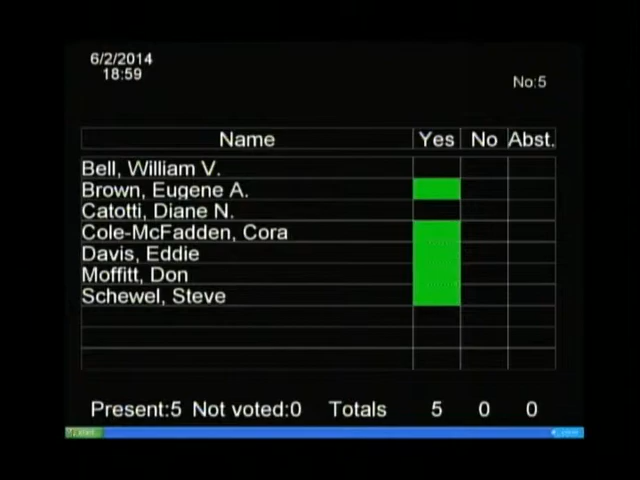 6/2/2014
18:59
No:5
Name Yes No Abst.
Bell, William V.
Brown, Eugene A.
Catotti, Diane N.
Cole-McFadden, Cora
Davis, Eddie
Moffitt, Don
Schewel, Steve
Present:5 Not voted:0 Totals 5 0 0